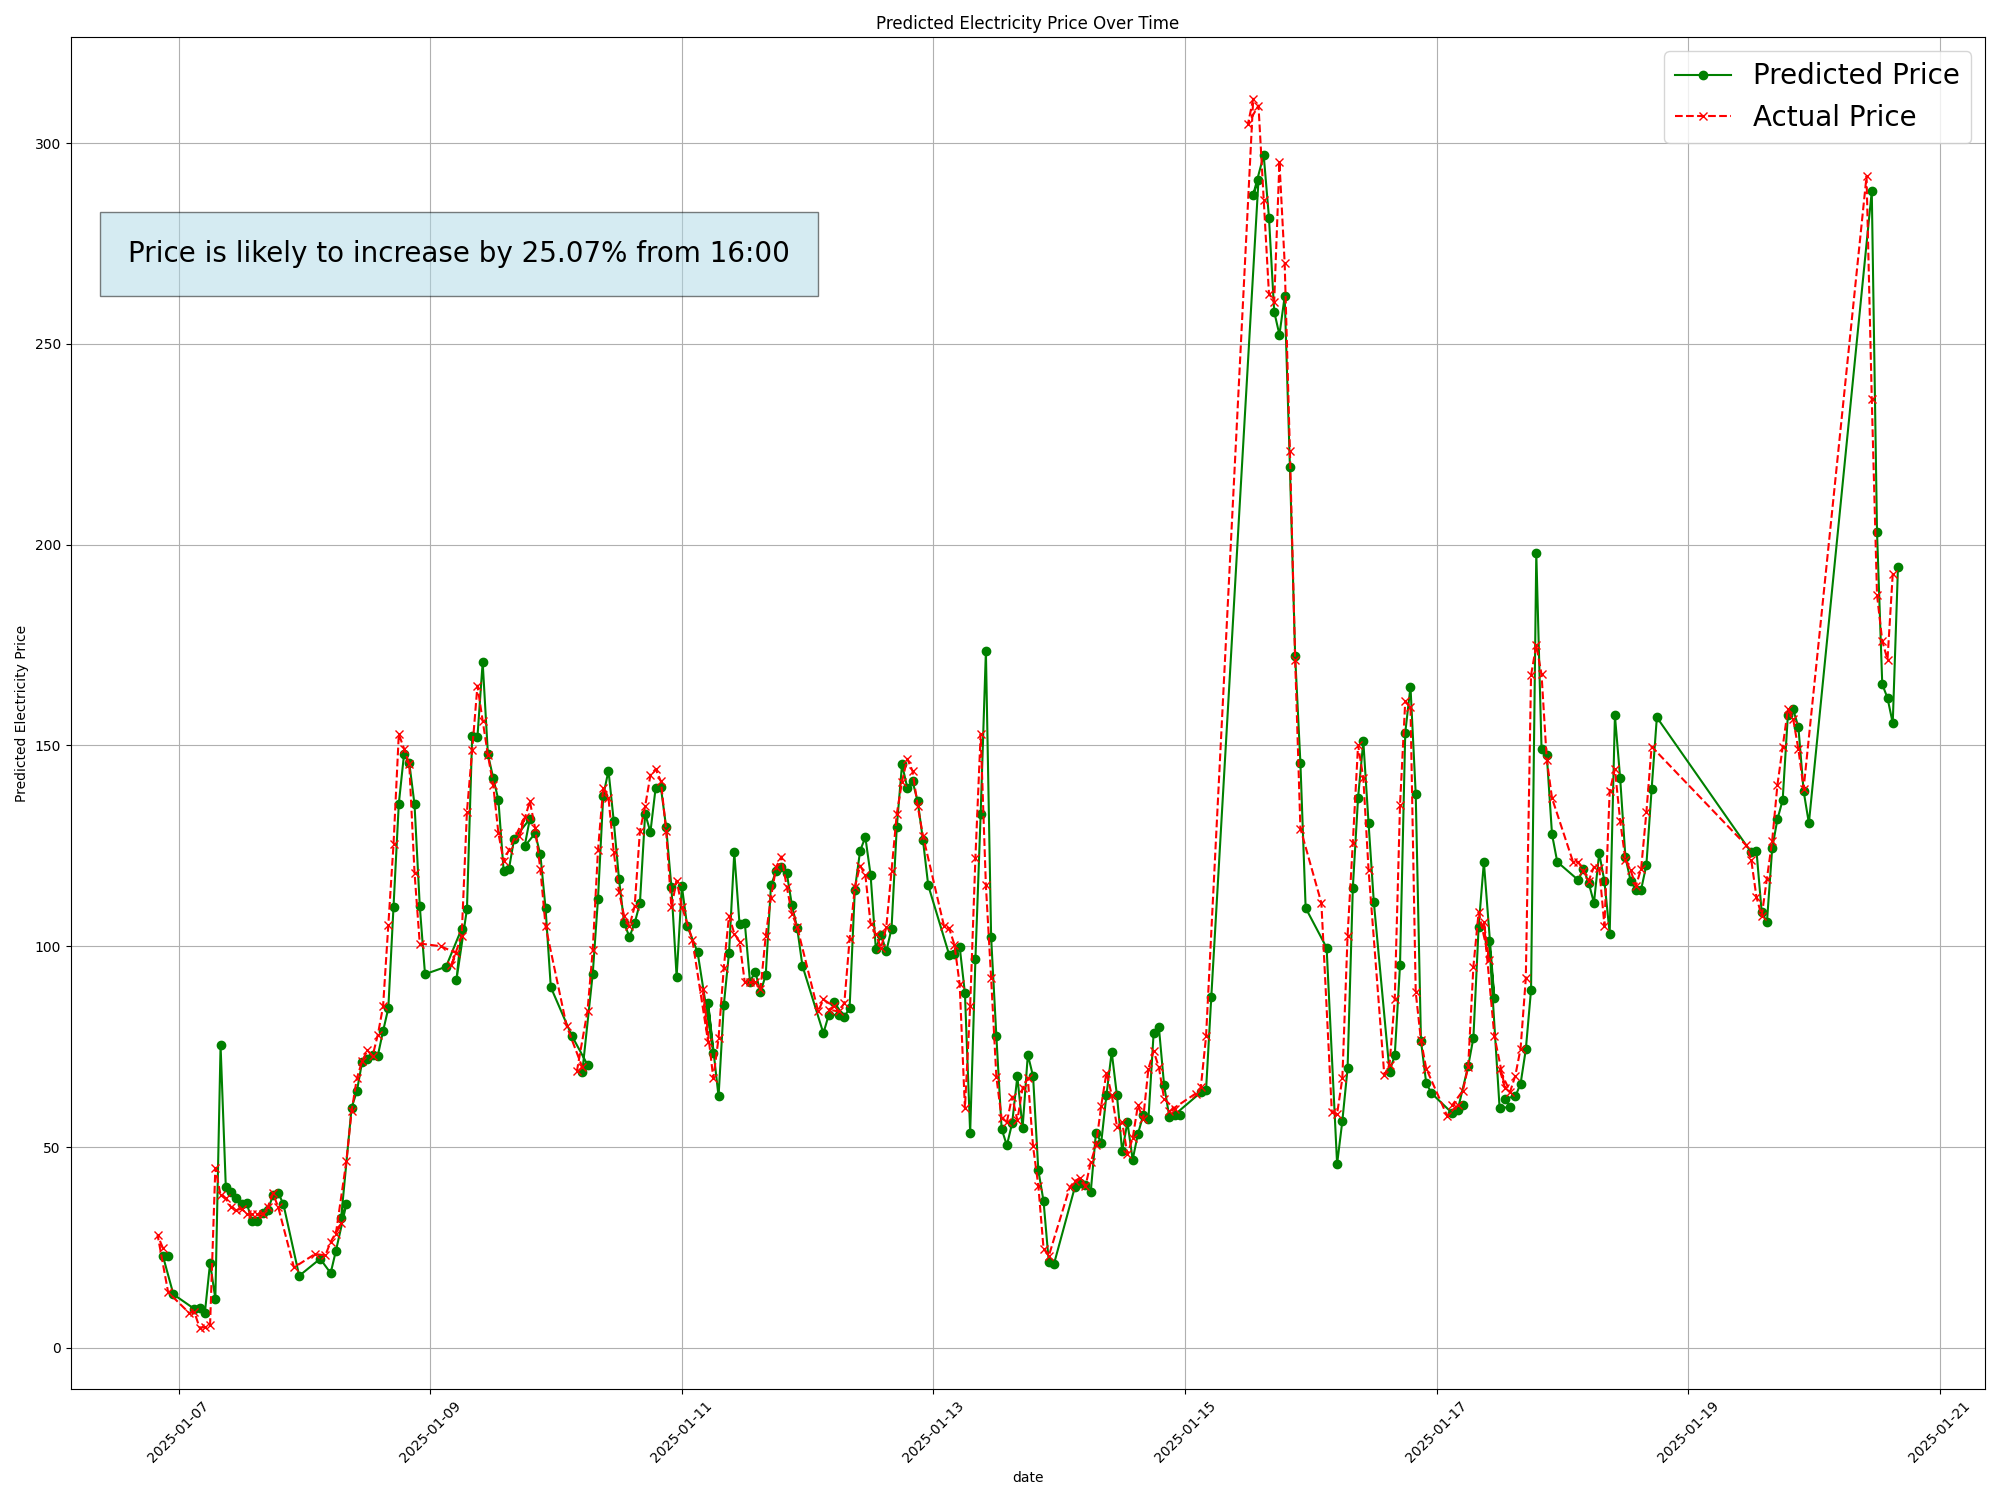 Predicted Electricity Price Over Time
Predicted Price
Actual Price
Price is likely to increase by 25.07% from 16:00
Predicted Electricity Price
300
250
200
150
100
50
0
2025-01-07
2025-01-09
2025-01-11
2025-01-13
2025-01-15
2025-01-17
2025-01-19
2025-01-21
date